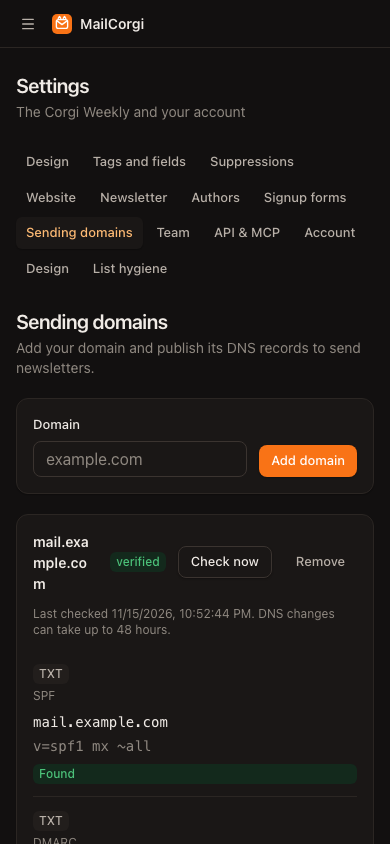 MailCorgi
Settings
The Corgi Weekly and your account
Design Tags and fields Suppressions
Website Newsletter Authors Signup forms
Sending domains Team API & MCP Account
Design List hygiene
Sending domains
Add your domain and publish its DNS records to send
newsletters.
Domain
example.com Add domain
mail.exa
mple.co
m
verified Check now Remove
Last checked 11/15/2026, 10:52:44 PM. DNS changes
can take up to 48 hours.
TXT
SPF
mail.example.com
v=spf1 mx ~all
Found
TXT
DMARC